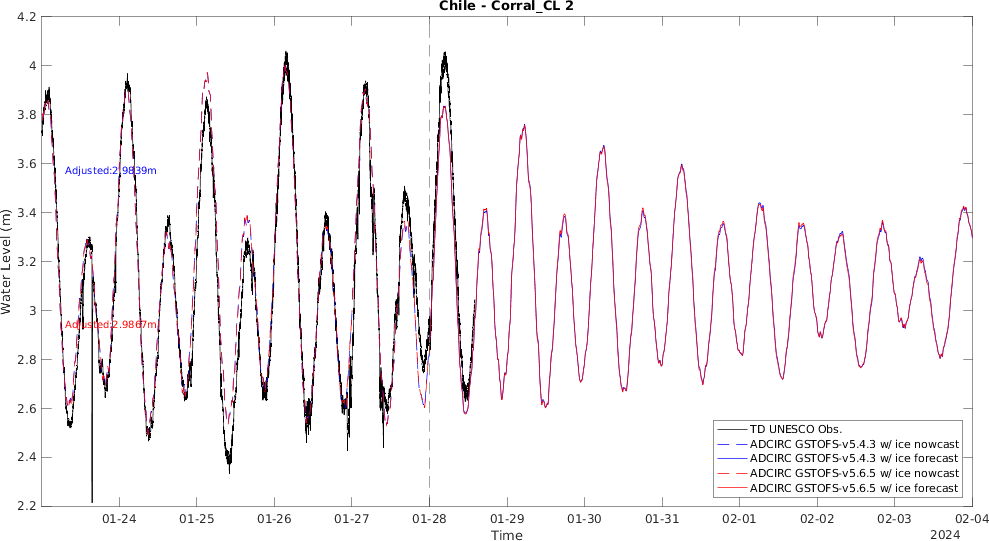 Chile - Corral_CL 2
Water Level (m)
4.2
4
3.8
3.6
3.4
3.2
3
2.8
2.6
2.4
2.2
Adjusted:2.9839m
Adjusted:2.9867m
TD UNESCO Obs.
ADCIRC GSTOFS-v5.4.3 w/ ice nowcast
ADCIRC GSTOFS-v5.4.3 w/ ice forecast
ADCIRC GSTOFS-v5.6.5 w/ ice nowcast
ADCIRC GSTOFS-v5.6.5 w/ ice forecast
01-24 01-25 01-26 01-27 01-28 01-29 01-30 01-31 02-01 02-02 02-03 02-04
Time
2024